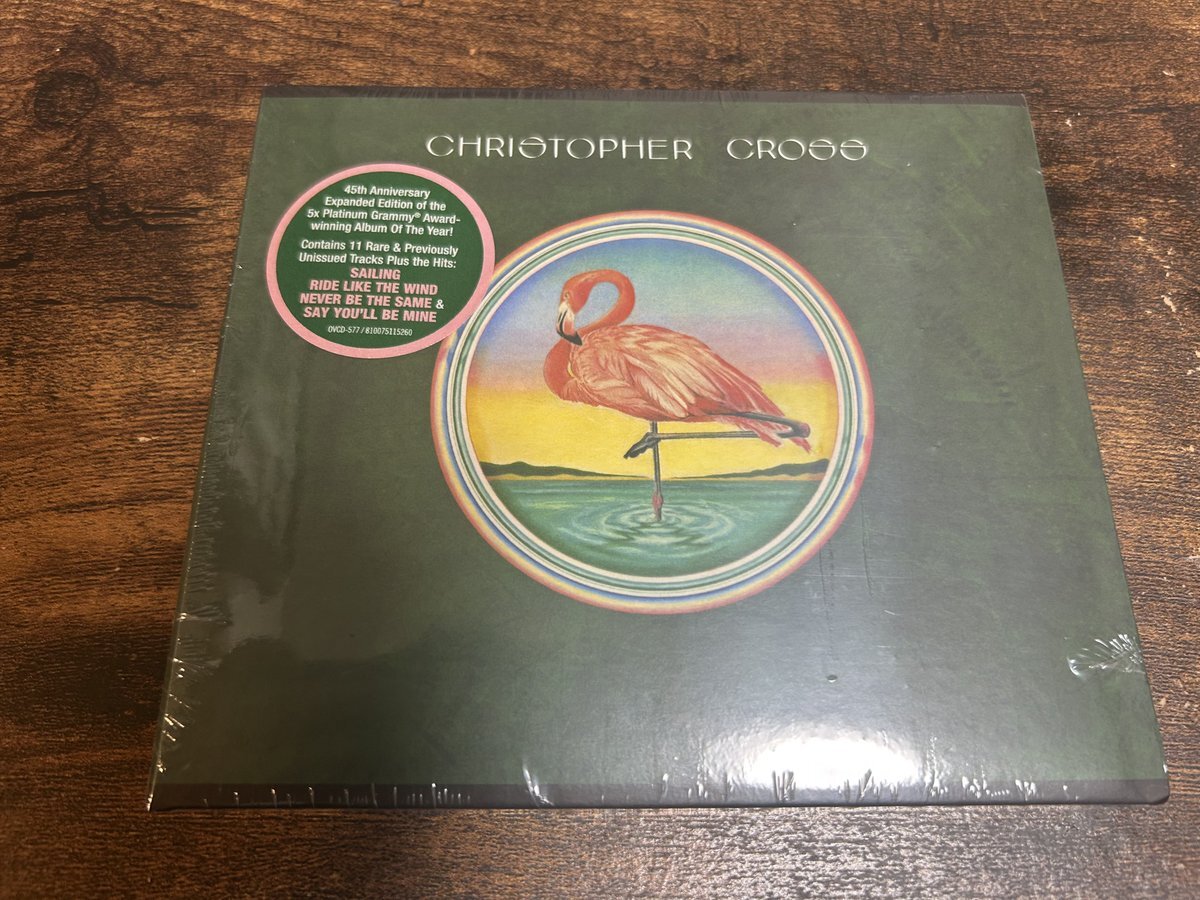 CHRISTOPHER CROSS
45th Anniversary
Expanded Edition of the
5x Platinum Grammy® Award-
winning Album Of The Year!
Contains 11 Rare & Previously
Unissued Tracks Plus the Hits:
SAILING
RIDE LIKE THE WIND
NEVER BE THE SAME &
SAY YOU'LL BE MINE
OVCD-577 / 810075115260